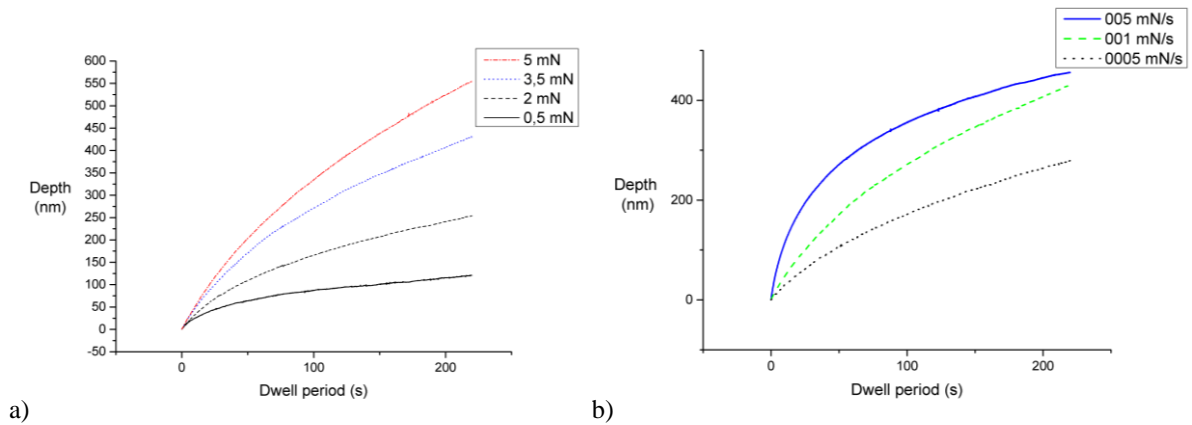 600
550
500
450
400
350
300
250
200
150
100
50
0
-50
Depth
(nm)
0
100
200
Dwell period (s)
5 mN
3,5 mN
2 mN
0,5 mN
a)
400
200
0
Depth
(nm)
0
100
200
Dwell period (s)
005 mN/s
001 mN/s
0005 mN/s
b)